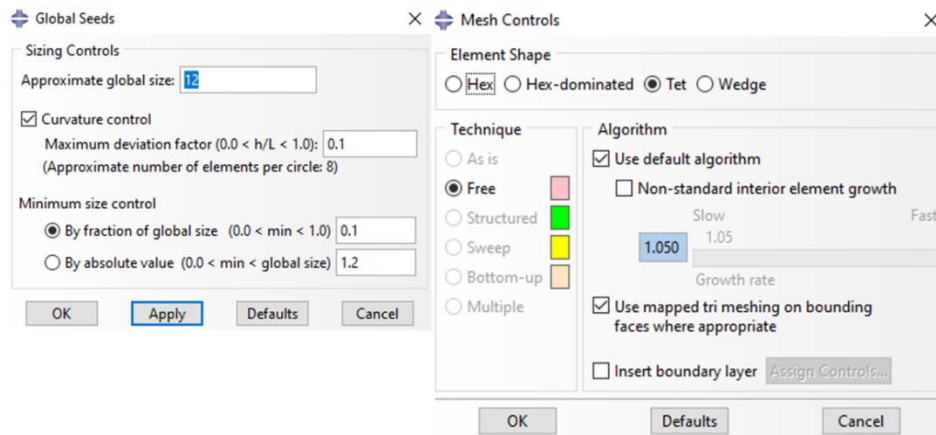 Global Seeds
Sizing Controls
Approximate global size: 12
Curvature control
Maximum deviation factor (0.0 < h/L < 1.0): 0.1
(Approximate number of elements per circle: 8)
Minimum size control
By fraction of global size (0.0 < min < 1.0) 0.1
By absolute value (0.0 < min < global size) 1.2
OK Apply Defaults Cancel
Mesh Controls
Element Shape
Hex Hex-dominated Tet Wedge
Technique
As is
Free
Structured
Sweep
Bottom-up
Multiple
Algorithm
Use default algorithm
Non-standard interior element growth
Slow Fast
1.050 1.05
Growth rate
Use mapped tri meshing on bounding
faces where appropriate
Insert boundary layer Assign Controls...
OK Defaults Cancel